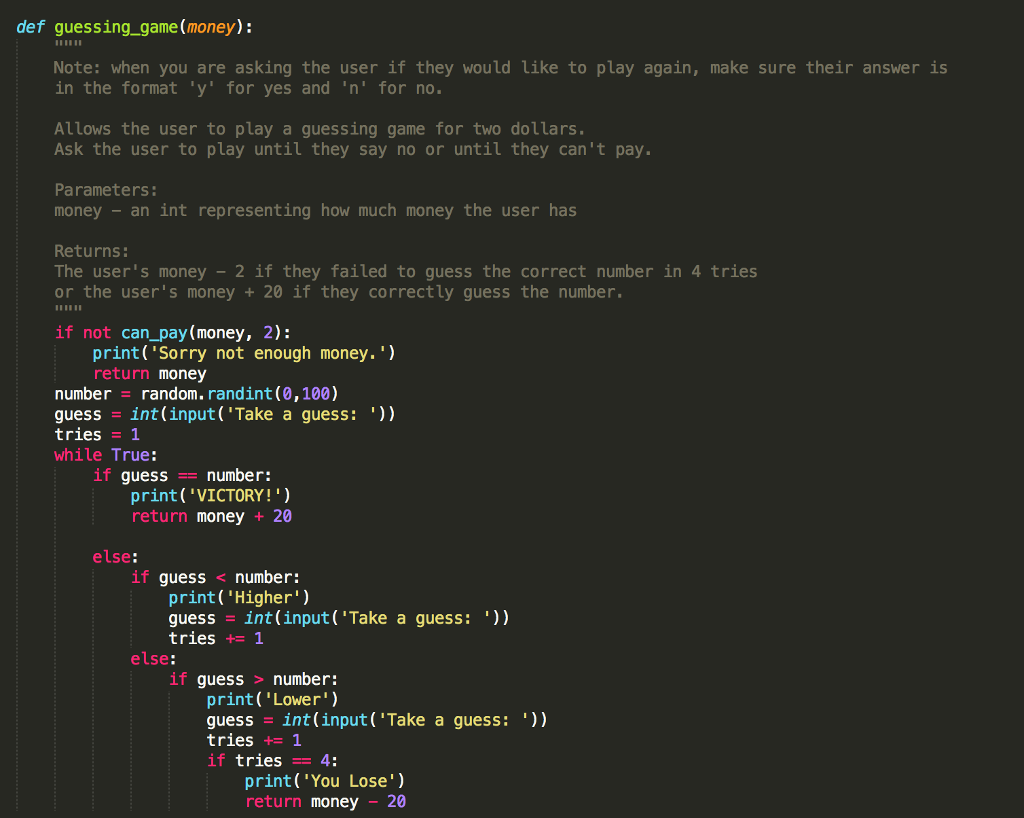 def guessing_game(money):
    """
    Note: when you are asking the user if they would like to play again, make sure their answer is
    in the format 'y' for yes and 'n' for no.

    Allows the user to play a guessing game for two dollars.
    Ask the user to play until they say no or until they can't pay.

    Parameters:
    money – an int representing how much money the user has

    Returns:
    The user's money – 2 if they failed to guess the correct number in 4 tries
    or the user's money + 20 if they correctly guess the number.
    """
    if not can_pay(money, 2):
        print('Sorry not enough money.')
        return money
    number = random.randint(0,100)
    guess = int(input('Take a guess: '))
    tries = 1
    while True:
        if guess == number:
            print('VICTORY!')
            return money + 20

        else:
            if guess < number:
                print('Higher')
                guess = int(input('Take a guess: '))
                tries += 1
            else:
                if guess > number:
                    print('Lower')
                    guess = int(input('Take a guess: '))
                    tries += 1
                    if tries == 4:
                        print('You Lose')
                        return money – 20